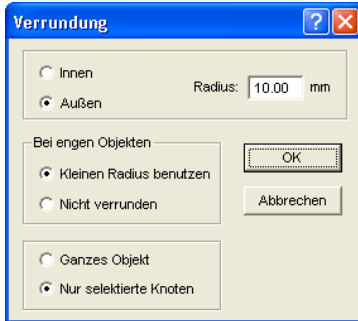 Verrundung
Innen
Außen
Radius: 10.00 mm
Bei engen Objekten
Kleinen Radius benutzen
Nicht verrunden
OK
Abbrechen
Ganzes Objekt
Nur selektierte Knoten